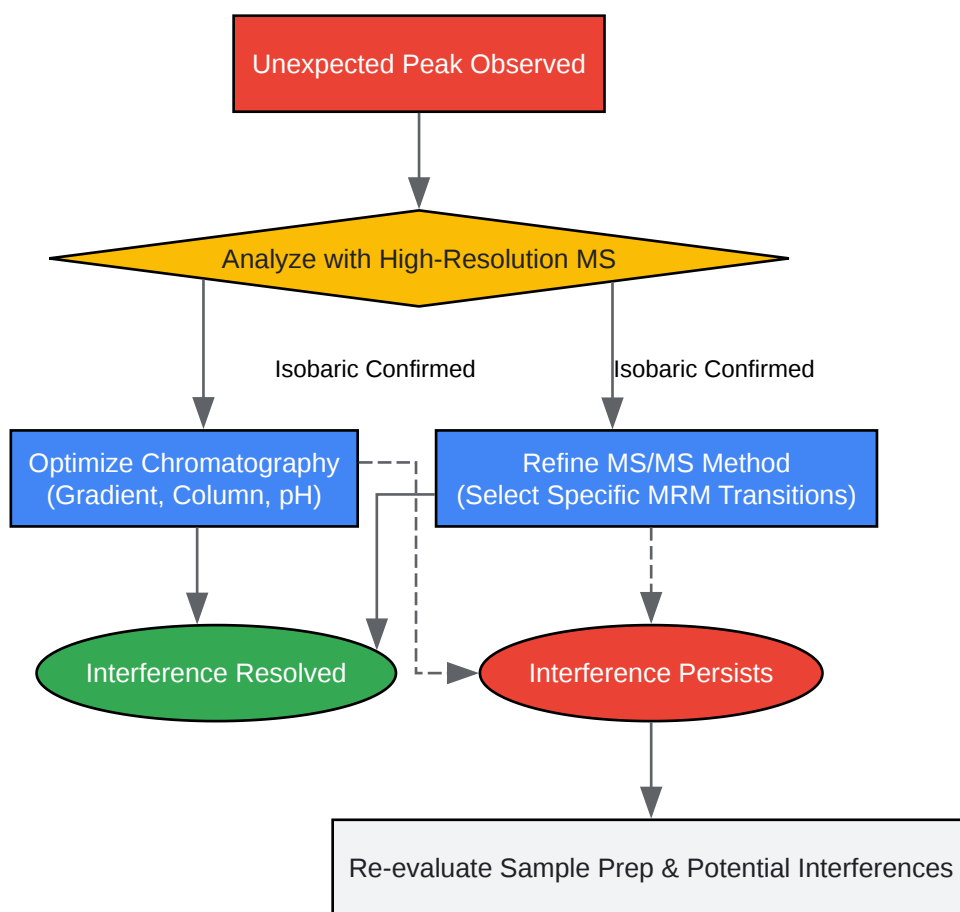 Unexpected Peak Observed
Analyze with High-Resolution MS
Isobaric Confirmed
Isobaric Confirmed
Optimize Chromatography
(Gradient, Column, pH)
Refine MS/MS Method
(Select Specific MRM Transitions)
Interference Resolved
Interference Persists
Re-evaluate Sample Prep & Potential Interferences